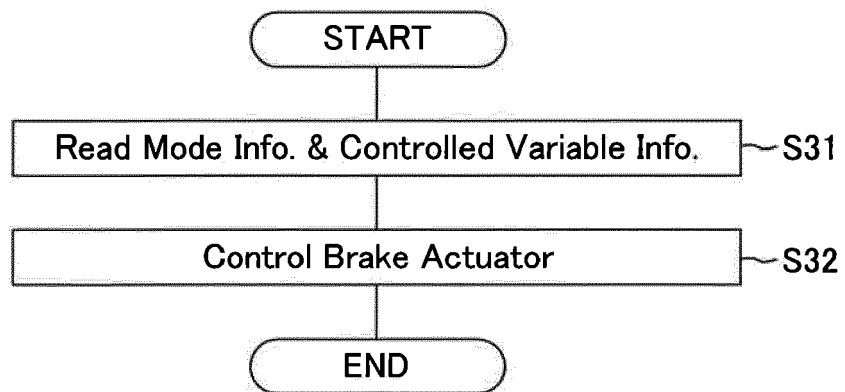 START
Read Mode Info. & Controlled Variable Info.
S31
Control Brake Actuator
S32
END